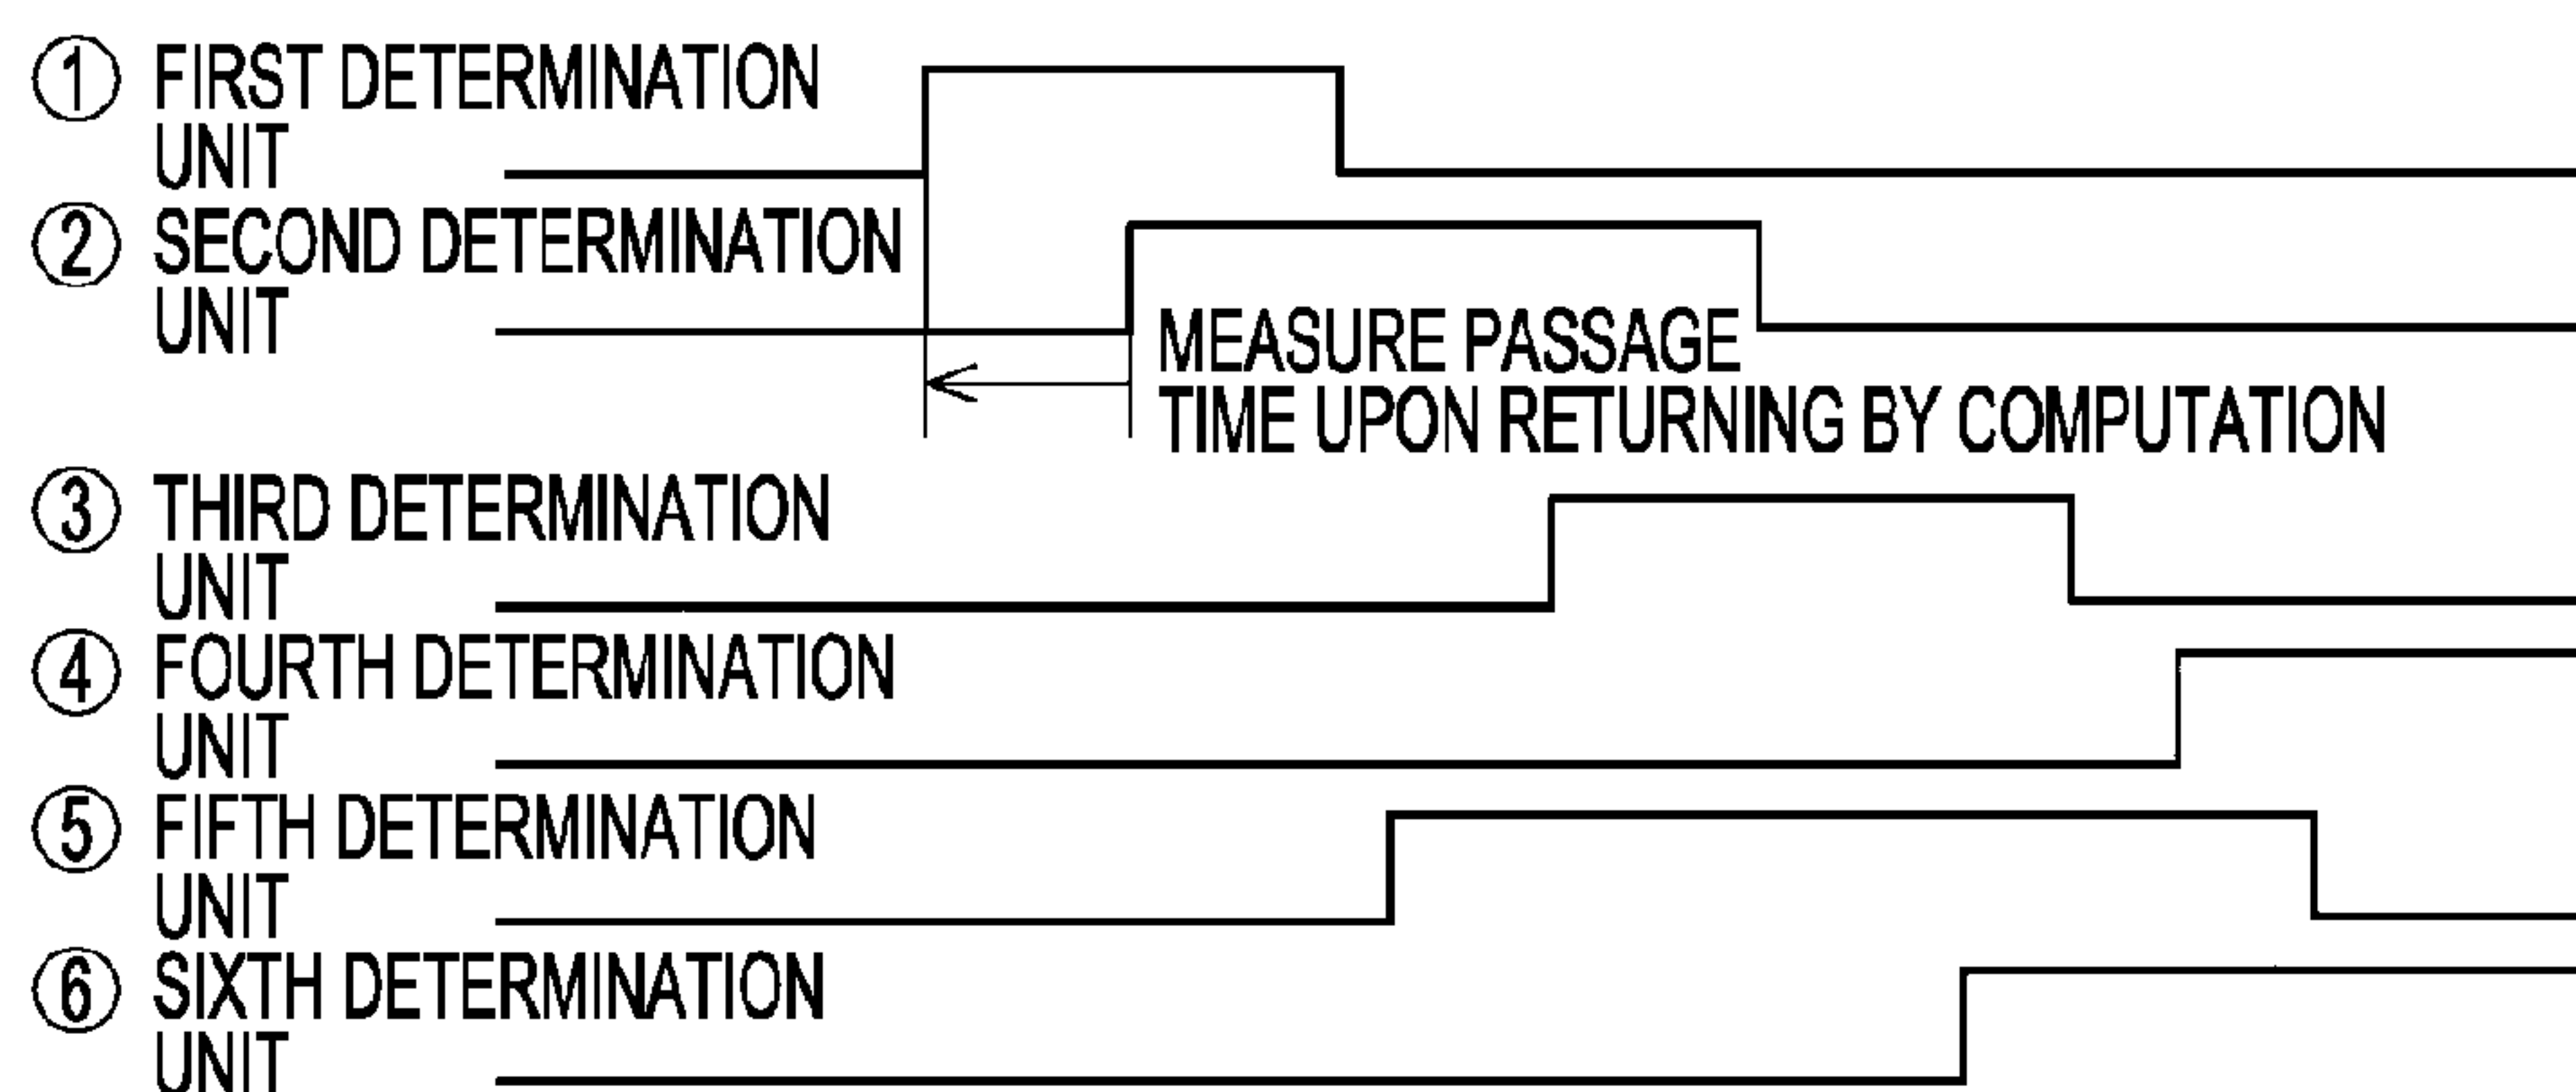 ① FIRST DETERMINATION
UNIT
② SECOND DETERMINATION
UNIT
MEASURE PASSAGE
TIME UPON RETURNING BY COMPUTATION
③ THIRD DETERMINATION
UNIT
④ FOURTH DETERMINATION
UNIT
⑤ FIFTH DETERMINATION
UNIT
⑥ SIXTH DETERMINATION
UNIT